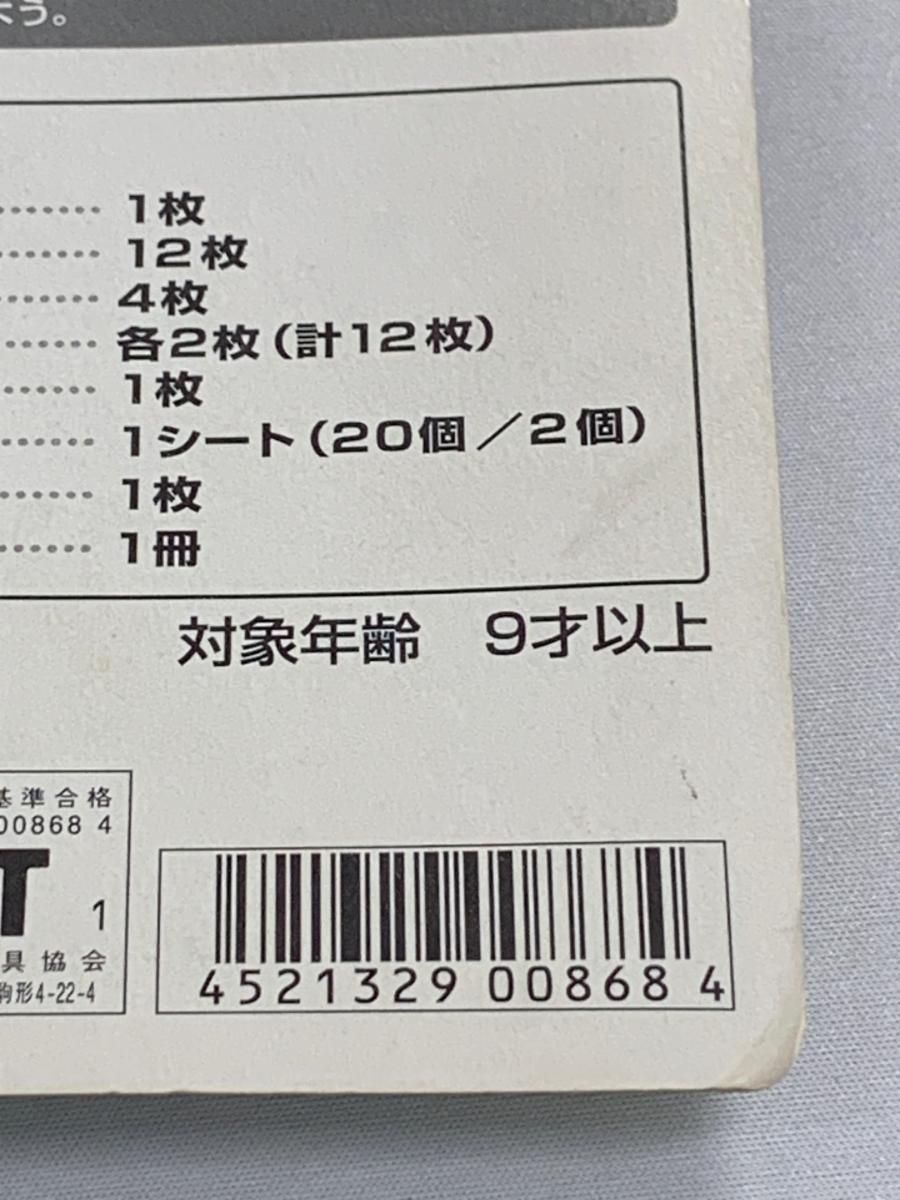 よう。
1枚
12枚
4枚
各2枚(計12枚)
1枚
1シート(20個/2個)
1枚
1冊
対象年齢 9才以上
基準合格
00868 4
T 1
具協会
駒形4-22-4
4521329 00868 4